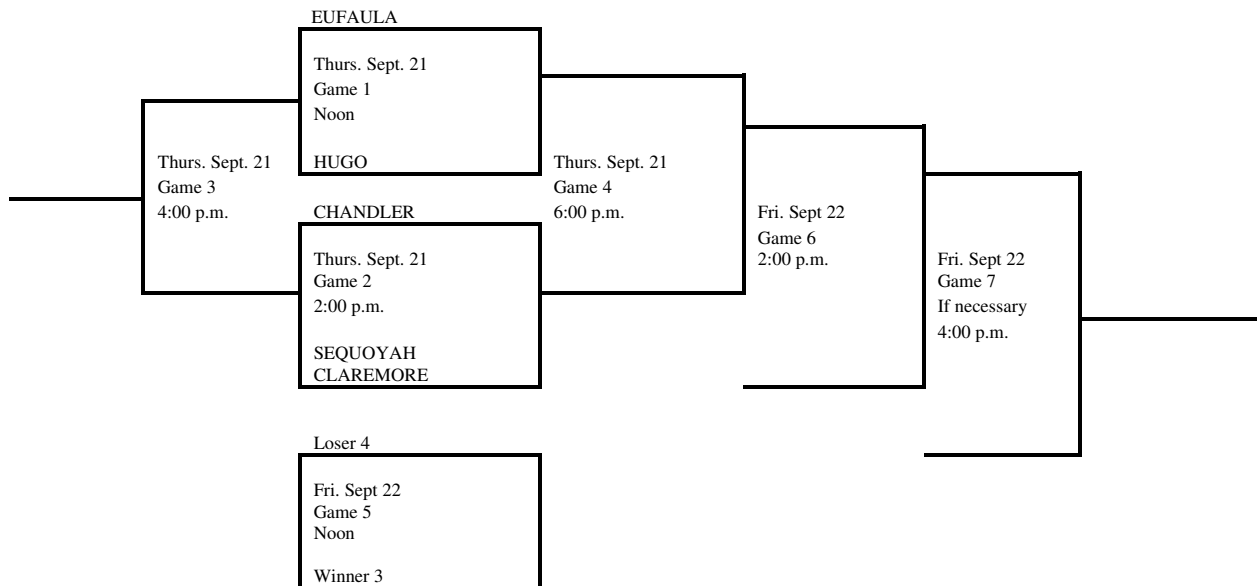 EUFAULA
Thurs. Sept. 21
Game 1
Noon
HUGO
Thurs. Sept. 21
Game 3
4:00 p.m.
CHANDLER
Thurs. Sept. 21
Game 2
2:00 p.m.
SEQUOYAH
CLAREMORE
Thurs. Sept. 21
Game 4
6:00 p.m.
Fri. Sept 22
Game 6
2:00 p.m.
Fri. Sept 22
Game 7
If necessary
4:00 p.m.
Loser 4
Fri. Sept 22
Game 5
Noon
Winner 3